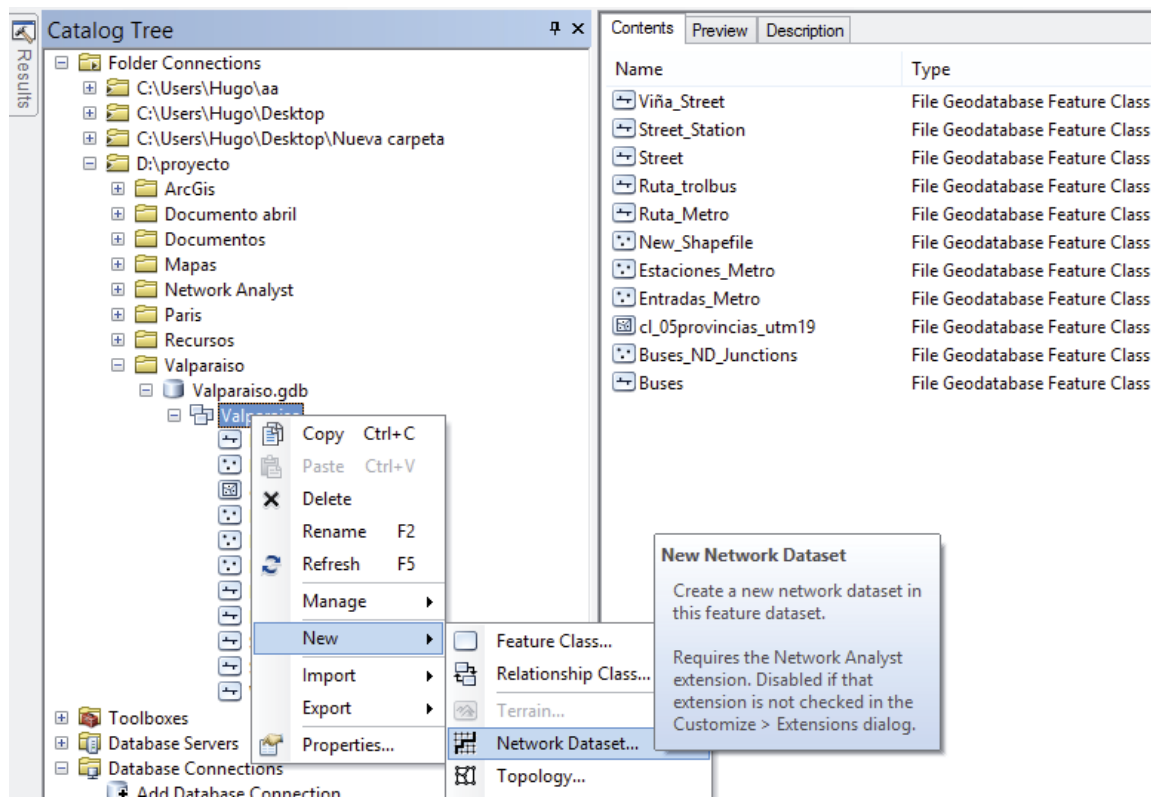 Results
Catalog Tree
Folder Connections
C:\Users\Hugo\aa
C:\Users\Hugo\Desktop
C:\Users\Hugo\Desktop\Nueva carpeta
D:\proyecto
ArcGis
Documento abril
Documentos
Mapas
Network Analyst
Paris
Recursos
Valparaiso
Valparaiso.gdb
Toolboxes
Database Servers
Database Connections
Add Database Connection
Copy Ctrl+C
Paste Ctrl+V
Delete
Rename F2
Refresh F5
Manage
New
Import
Export
Properties...
Feature Class...
Relationship Class...
Terrain...
Network Dataset...
Topology...
New Network Dataset
Create a new network dataset in
this feature dataset.
Requires the Network Analyst
extension. Disabled if that
extension is not checked in the
Customize > Extensions dialog.
Contents Preview Description
Name Type
Viña_Street File Geodatabase Feature Class
Street_Station File Geodatabase Feature Class
Street File Geodatabase Feature Class
Ruta_trolbus File Geodatabase Feature Class
Ruta_Metro File Geodatabase Feature Class
New_Shapefile File Geodatabase Feature Class
Estaciones_Metro File Geodatabase Feature Class
Entradas_Metro File Geodatabase Feature Class
cl_05provincias_utm19 File Geodatabase Feature Class
Buses_ND_Junctions File Geodatabase Feature Class
Buses File Geodatabase Feature Class